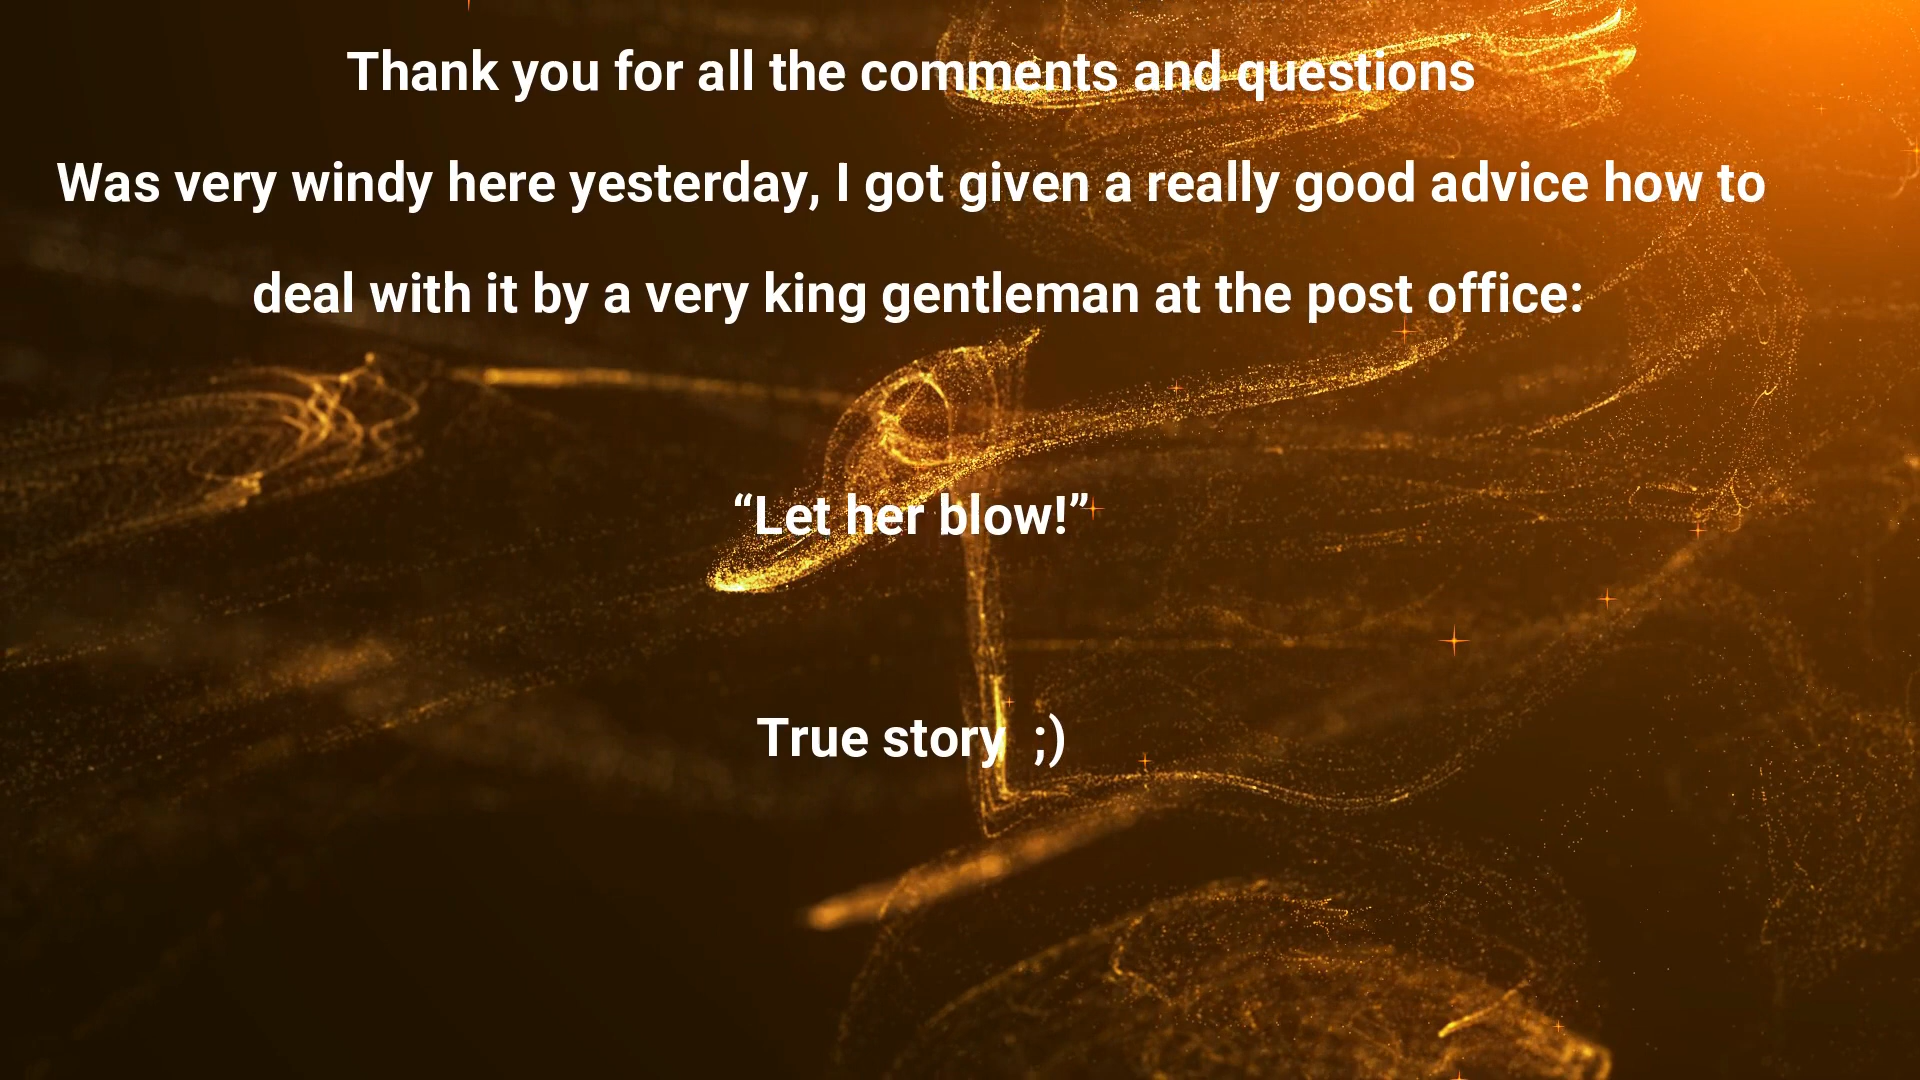 Thank you for all the comments and questions
Was very windy here yesterday, I got given a really good advice how to
deal with it by a very king gentleman at the post office:
“Let her blow!”
True story  ;)